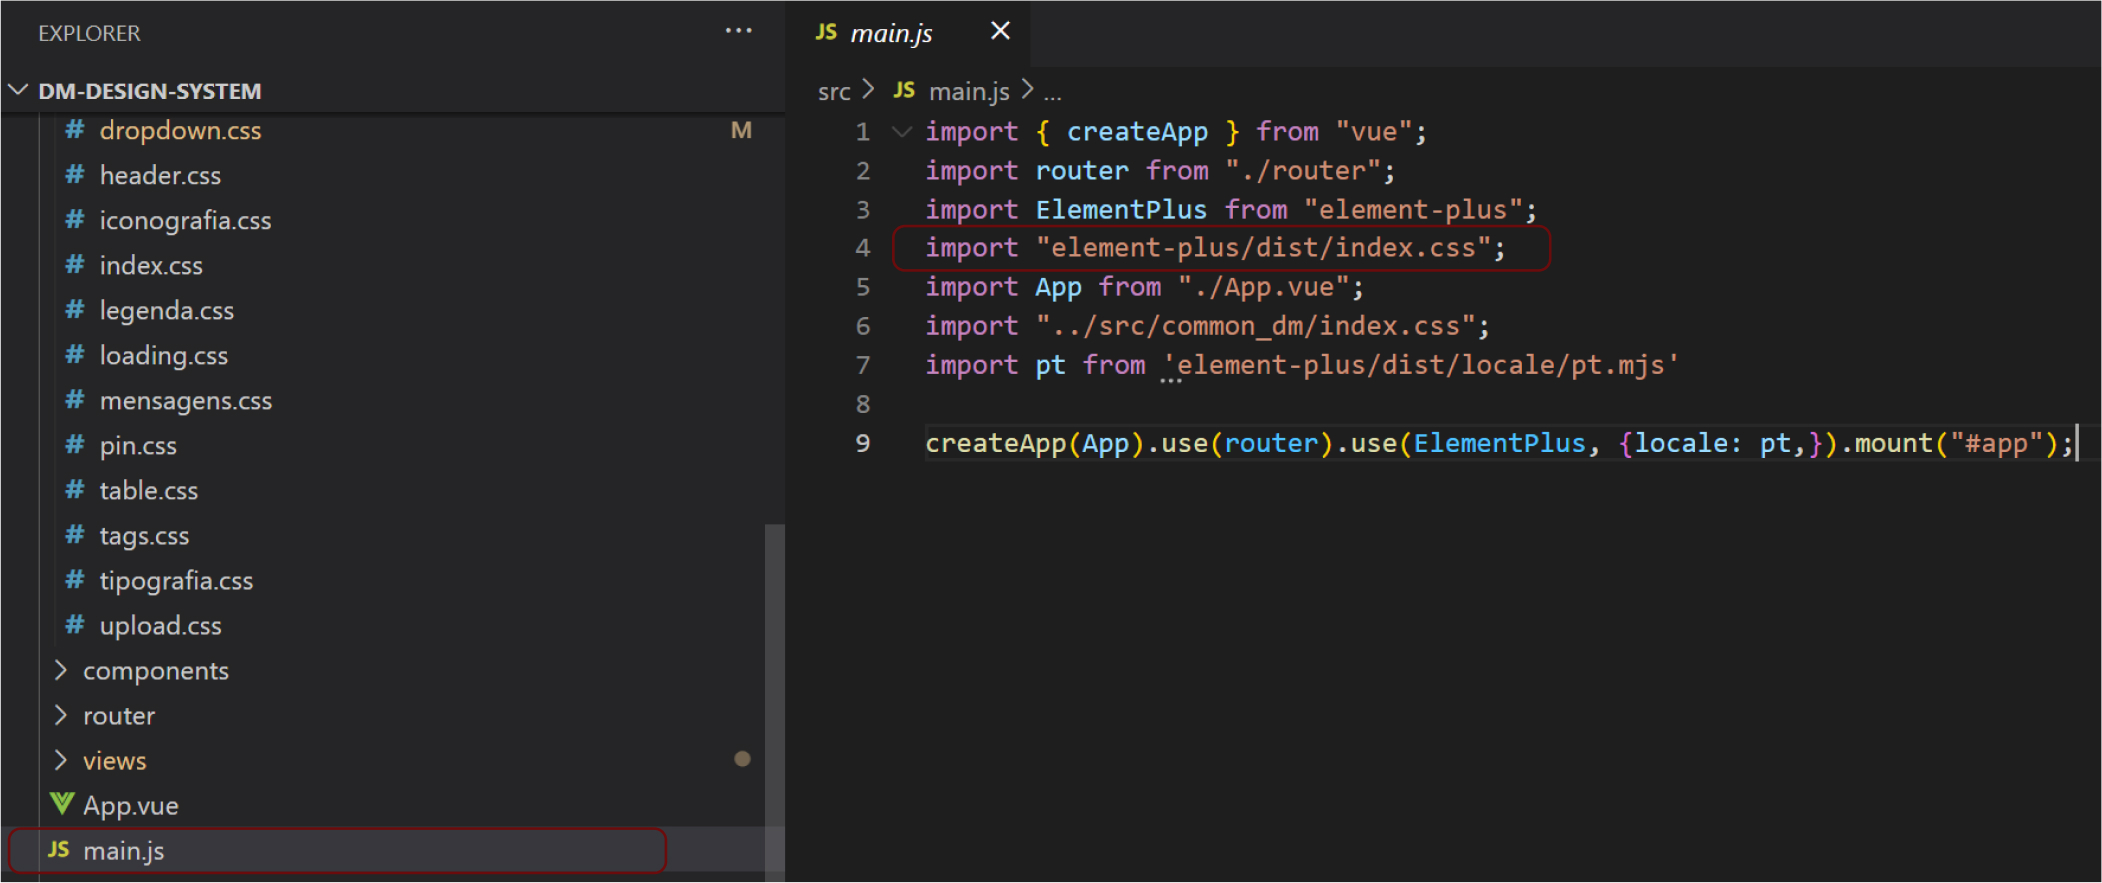 EXPLORER
DM-DESIGN-SYSTEM
# dropdown.css M
# header.css
# iconografia.css
# index.css
# legenda.css
# loading.css
# mensagens.css
# pin.css
# table.css
# tags.css
# tipografia.css
# upload.css
components
router
views
App.vue
JS main.js
JS main.js
src > JS main.js > ...
1 import { createApp } from "vue";
2 import router from "./router";
3 import ElementPlus from "element-plus";
4 import "element-plus/dist/index.css";
5 import App from "./App.vue";
6 import "../src/common_dm/index.css";
7 import pt from 'element-plus/dist/locale/pt.mjs'
8
9 createApp(App).use(router).use(ElementPlus, {locale: pt,}).mount("#app");